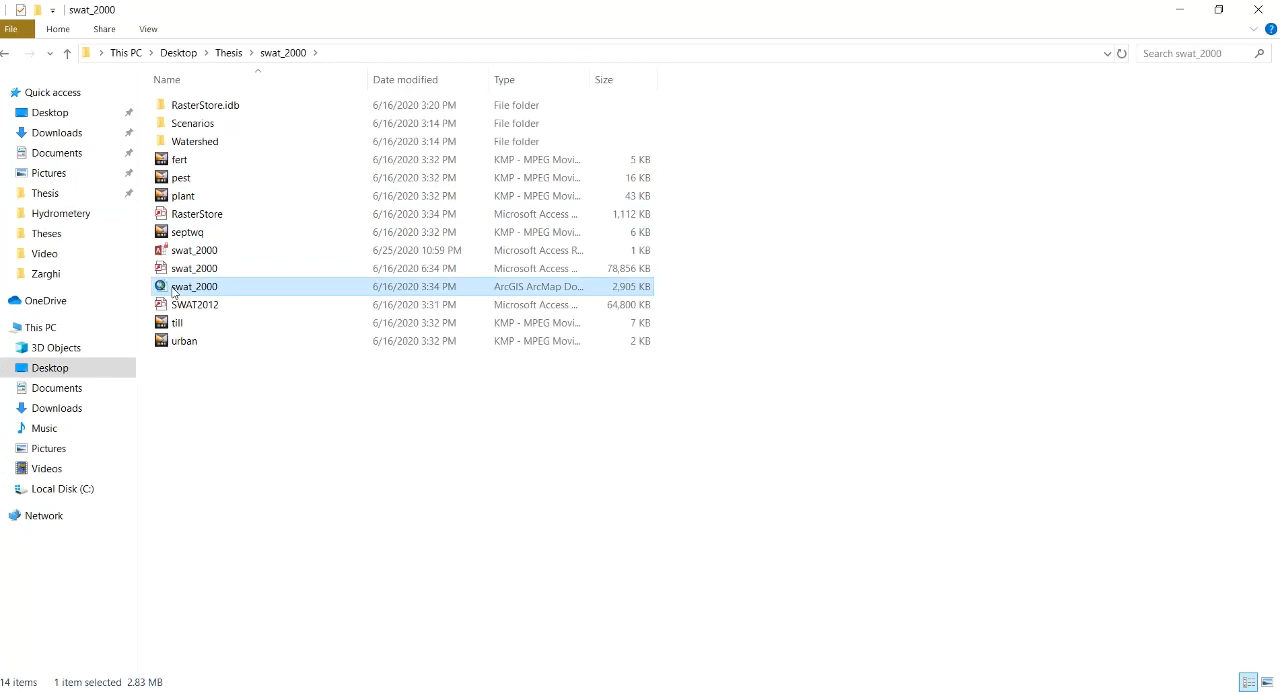 swat_2000
File Home Share View
This PC Desktop Thesis swat_2000 Search swat_2000
Name Date modified Type Size
Quick access
Desktop
Downloads
Documents
Pictures
Thesis
Hydrometery
Theses
Video
Zarghi
OneDrive
This PC
3D Objects
Desktop
Documents
Downloads
Music
Pictures
Videos
Local Disk (C:)
Network
RasterStore.idb 6/16/2020 3:20 PM File folder
Scenarios 6/16/2020 3:14 PM File folder
Watershed 6/16/2020 3:14 PM File folder
fert 6/16/2020 3:32 PM KMP - MPEG Movi... 5 KB
pest 6/16/2020 3:32 PM KMP - MPEG Movi... 16 KB
plant 6/16/2020 3:32 PM KMP - MPEG Movi... 43 KB
RasterStore 6/16/2020 3:34 PM Microsoft Access ... 1,112 KB
septwq 6/16/2020 3:32 PM KMP - MPEG Movi... 6 KB
swat_2000 6/25/2020 10:59 PM Microsoft Access R... 1 KB
swat_2000 6/16/2020 6:34 PM Microsoft Access ... 78,856 KB
swat_2000 6/16/2020 3:34 PM ArcGIS ArcMap Do... 2,905 KB
SWAT2012 6/16/2020 3:31 PM Microsoft Access ... 64,800 KB
till 6/16/2020 3:32 PM KMP - MPEG Movi... 7 KB
urban 6/16/2020 3:32 PM KMP - MPEG Movi... 2 KB
14 items 1 item selected 2.83 MB